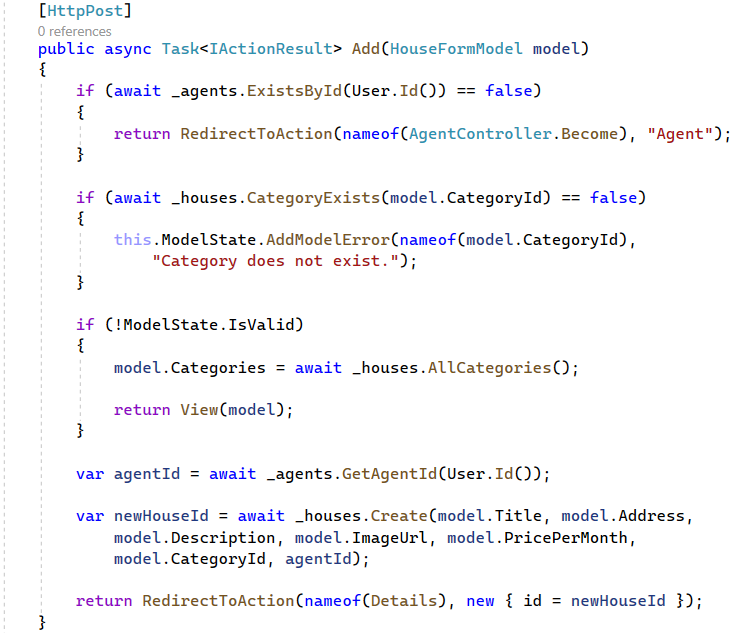 [HttpPost]
0 references
public async Task<IActionResult> Add(HouseFormModel model)
{
    if (await _agents.ExistsById(User.Id()) == false)
    {
        return RedirectToAction(nameof(AgentController.Become), "Agent");
    }

    if (await _houses.CategoryExists(model.CategoryId) == false)
    {
        this.ModelState.AddModelError(nameof(model.CategoryId),
            "Category does not exist.");
    }

    if (!ModelState.IsValid)
    {
        model.Categories = await _houses.AllCategories();

        return View(model);
    }

    var agentId = await _agents.GetAgentId(User.Id());

    var newHouseId = await _houses.Create(model.Title, model.Address,
        model.Description, model.ImageUrl, model.PricePerMonth,
        model.CategoryId, agentId);

    return RedirectToAction(nameof(Details), new { id = newHouseId });
}